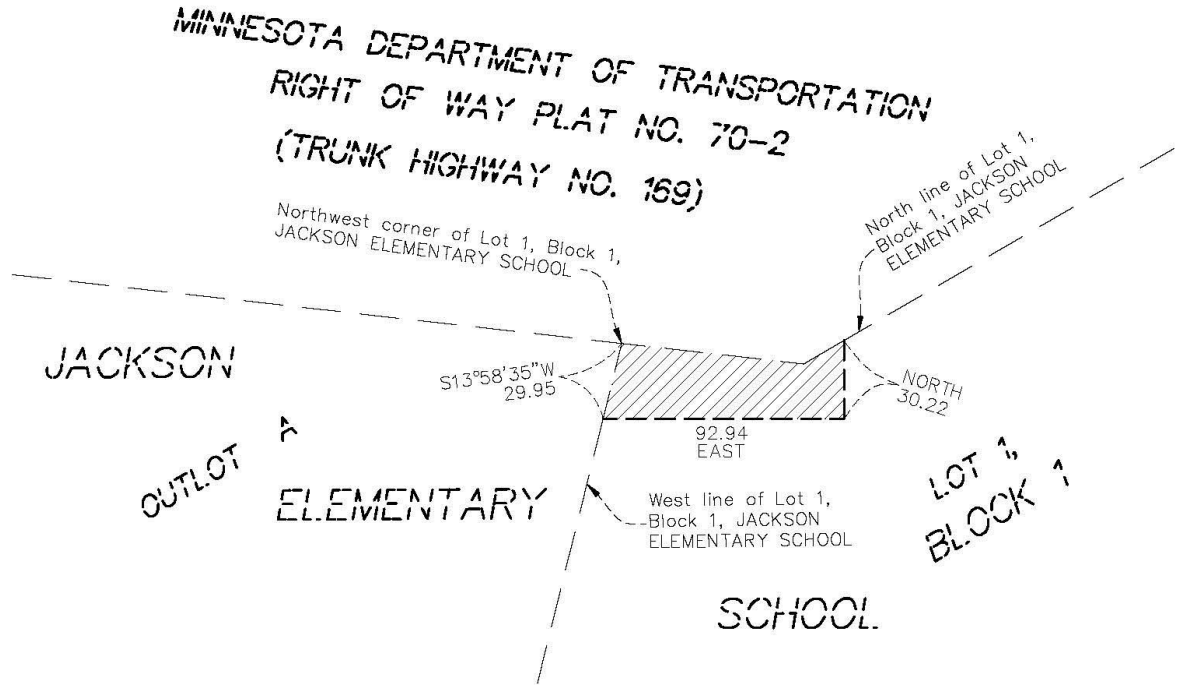 MINNESOTA DEPARTMENT OF TRANSPORTATION
RIGHT OF WAY PLAT NO. 70-2
(TRUNK HIGHWAY NO. 169)
Northwest corner of Lot 1, Block 1,
JACKSON ELEMENTARY SCHOOL
North line of Lot 1,
Block 1, JACKSON
ELEMENTARY SCHOOL
JACKSON
S13°58'35"W
29.95
NORTH
30.22
92.94
EAST
OUTLOT A
ELEMENTARY
West line of Lot 1,
Block 1, JACKSON
ELEMENTARY SCHOOL
LOT 1,
BLOCK 1
SCHOOL